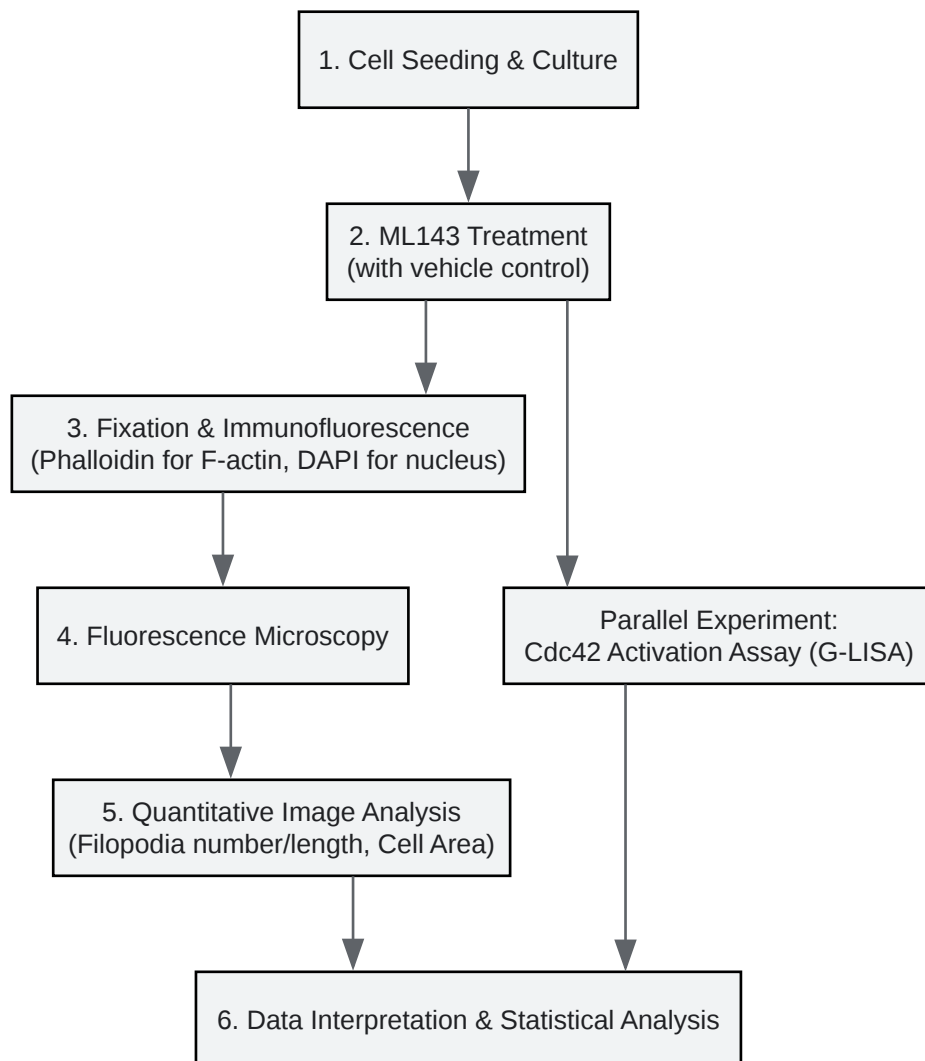 1. Cell Seeding & Culture
2. ML143 Treatment
(with vehicle control)
3. Fixation & Immunofluorescence
(Phalloidin for F-actin, DAPI for nucleus)
4. Fluorescence Microscopy
Parallel Experiment:
Cdc42 Activation Assay (G-LISA)
5. Quantitative Image Analysis
(Filopodia number/length, Cell Area)
6. Data Interpretation & Statistical Analysis